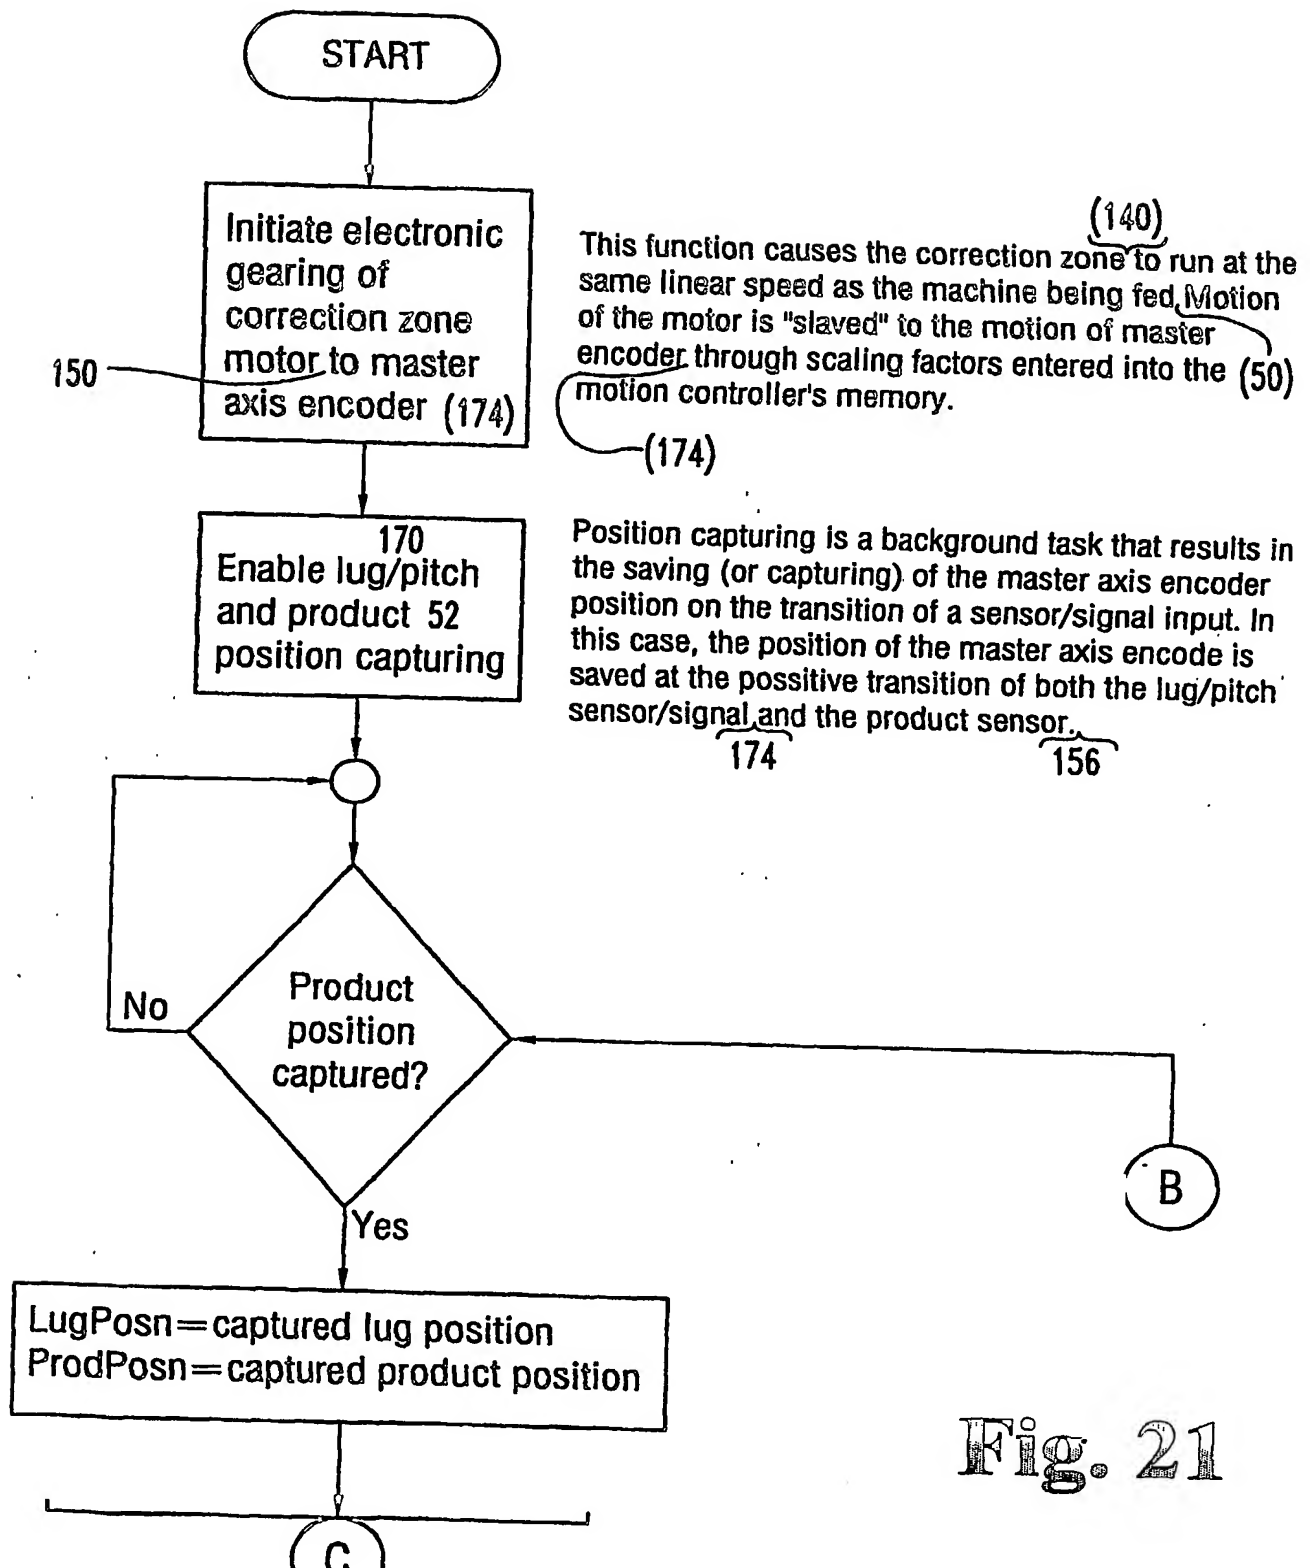 START
Initiate electronic
gearing of
correction zone
motor to master
axis encoder (174)
150
(140)
This function causes the correction zone to run at the
same linear speed as the machine being fed. Motion
of the motor is "slaved" to the motion of master
encoder through scaling factors entered into the (50)
motion controller's memory.
(174)
170
Enable lug/pitch
and product 52
position capturing
Position capturing is a background task that results in
the saving (or capturing) of the master axis encoder
position on the transition of a sensor/signal input. In
this case, the position of the master axis encode is
saved at the possitive transition of both the lug/pitch
sensor/signal and the product sensor.
174
156
Product
position
captured?
No
Yes
B
LugPosn=captured lug position
ProdPosn=captured product position
C
Fig. 21